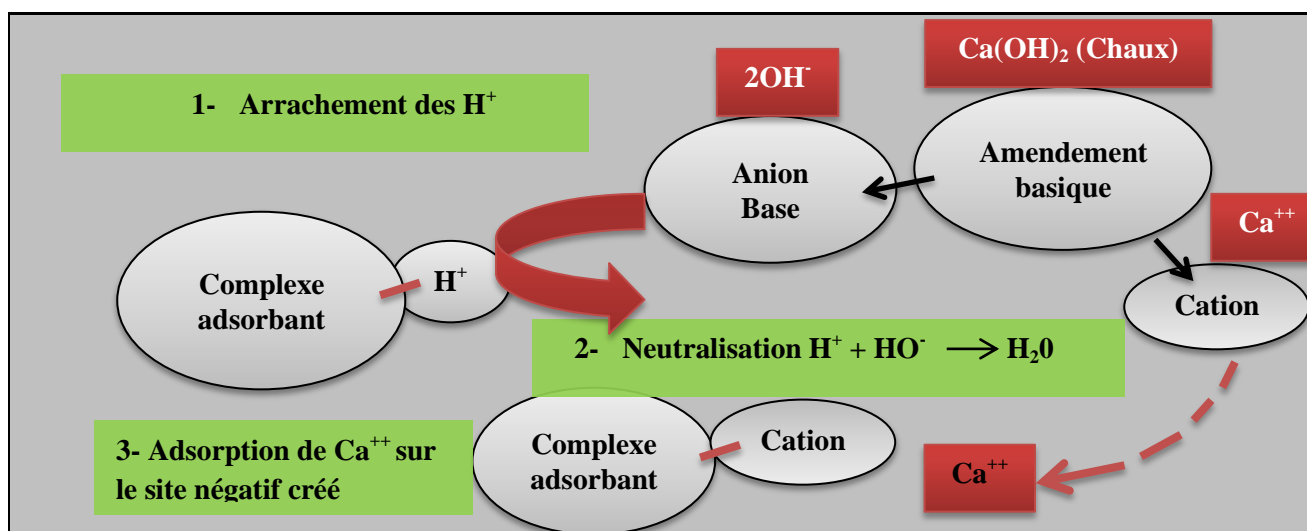 Ca(OH)₂ (Chaux)
2OH⁻
1- Arrachement des H⁺
Anion
Base
Amendement
basique
Ca⁺⁺
Complexe
adsorbant
H⁺
Cation
2- Neutralisation H⁺ + HO⁻ → H₂0
3- Adsorption de Ca⁺⁺ sur
le site négatif créé
Complexe
adsorbant
Cation
Ca⁺⁺